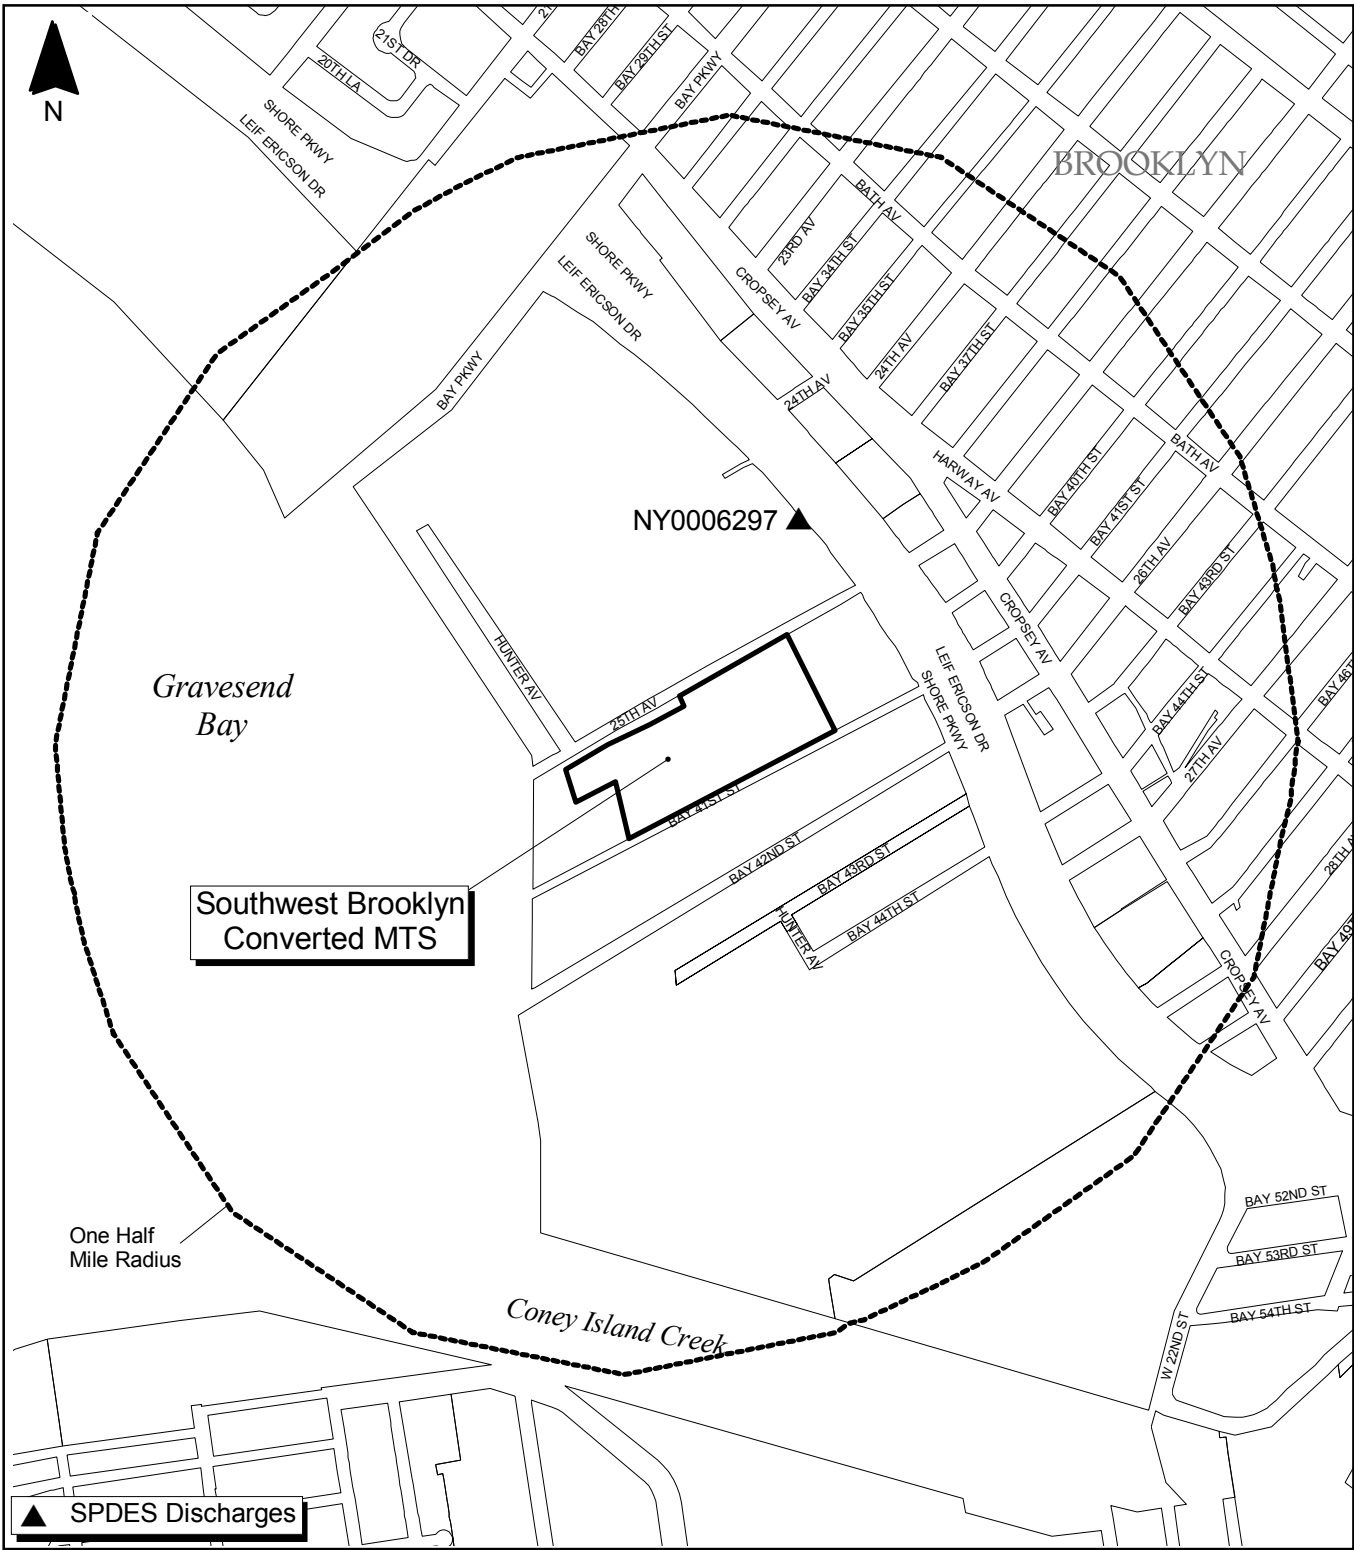 N
21ST DR
20TH LA
SHORE PKWY
LEIF ERICSON DR
BAY 28TH
BAY 29TH ST
BAY PKWY
BROOKLYN
BATH AV
23RD AV
BAY 34TH ST
BAY 35TH ST
24TH AV
BAY 37TH ST
SHORE PKWY
LEIF ERICSON DR
CROPSEY AV
24TH AV
BAY PKWY
HARWAY AV
BATH AV
BAY 40TH ST
BAY 41ST ST
26TH AV
BAY 43RD ST
NY0006297
CROPSEY AV
HUNTER AV
Gravesend
Bay
25TH AV
LEIF ERICSON DR
SHORE PKWY
BAY 44TH ST
27TH AV
BAY 46T
BAY 41ST ST
BAY 42ND ST
BAY 43RD ST
BAY 44TH ST
HUNTER AV
28TH A
BAY 49T
CROPSEY AV
Southwest Brooklyn
Converted MTS
One Half
Mile Radius
Coney Island Creek
BAY 52ND ST
BAY 53RD ST
BAY 54TH ST
W 22ND ST
SPDES Discharges